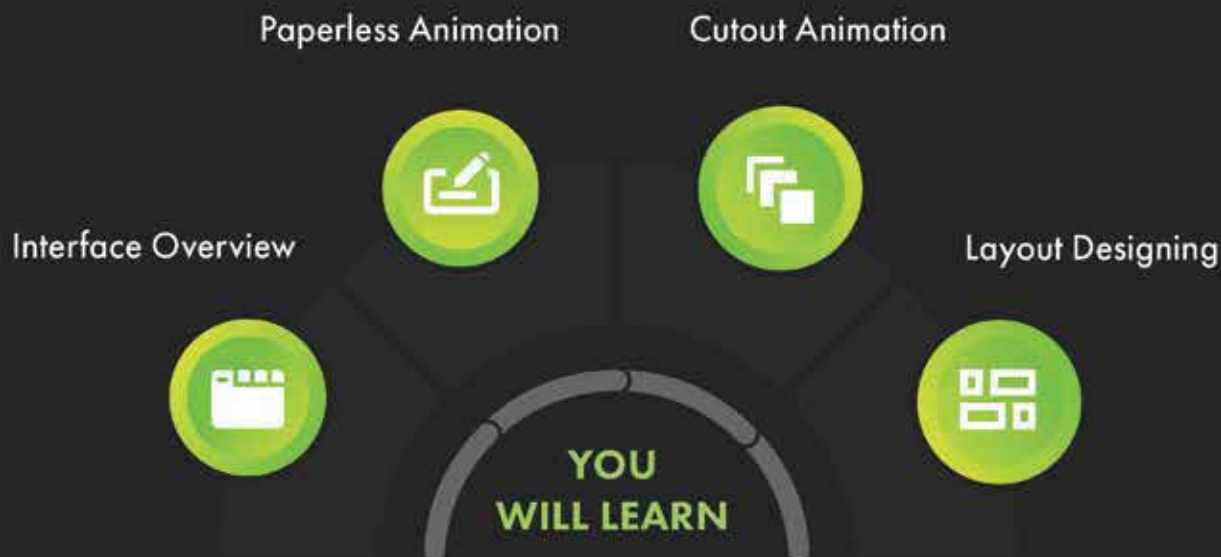 Paperless Animation
Cutout Animation
Interface Overview
Layout Designing
YOU
WILL LEARN